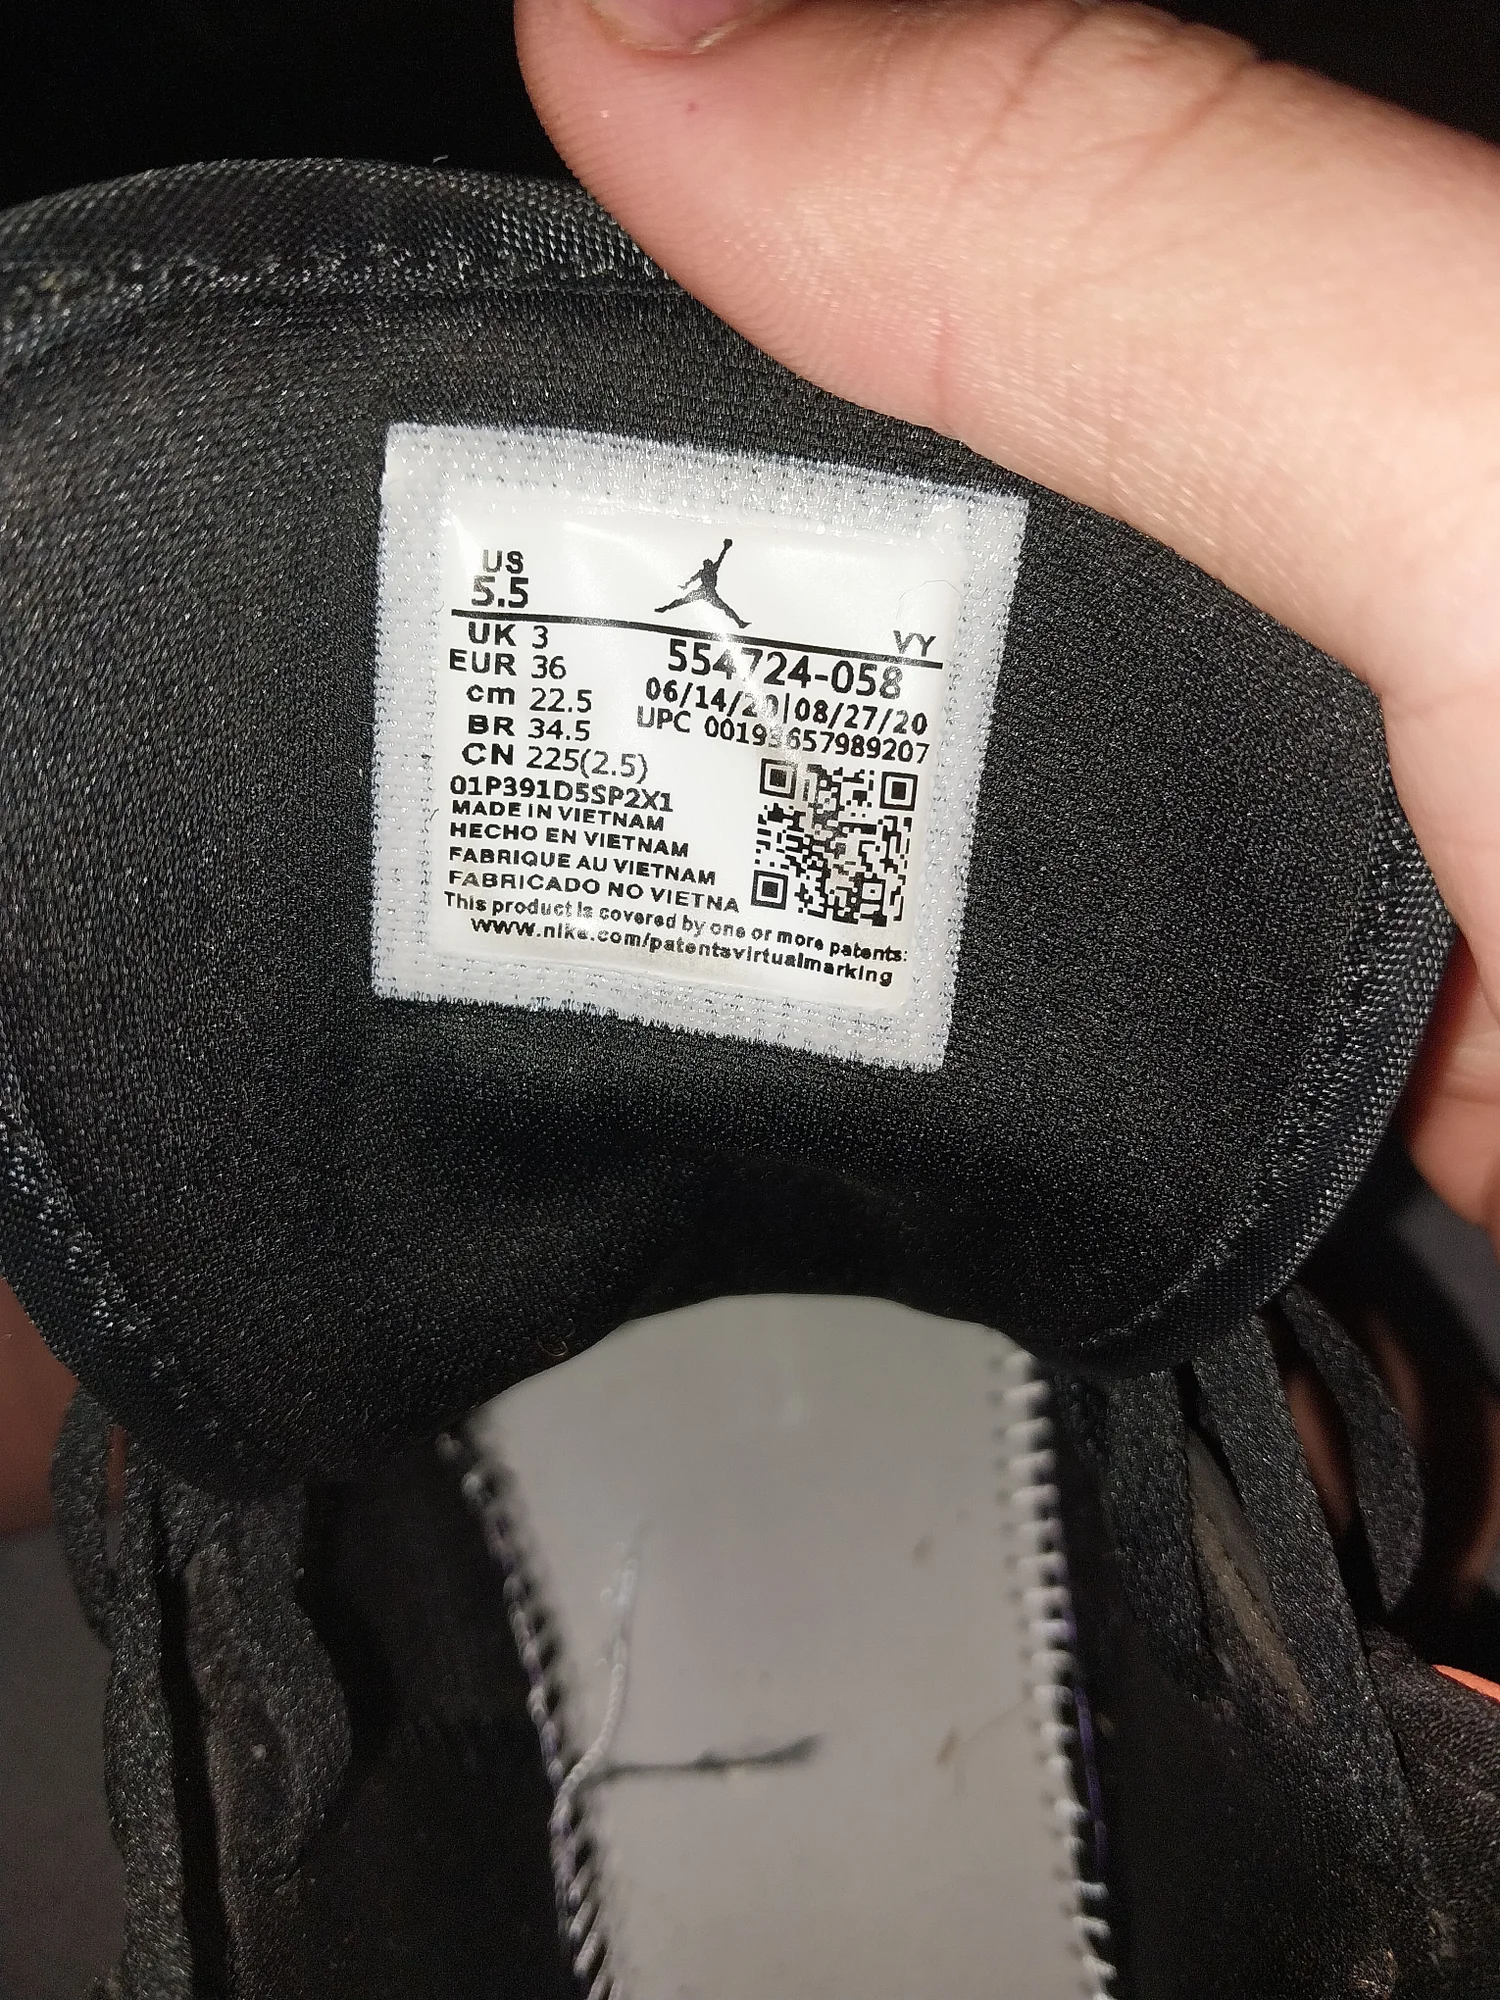 US
5.5
VY
UK 3
EUR 36
cm 22.5
BR 34.5
CN 225(2.5)
554724-058
06/14/20|08/27/20
UPC
01P391D5SP2X1
MADE IN VIETNAM
HECHO EN VIETNAM
FABRIQUE AU VIETNAM
FABRICADO NO VIETNA
This product is covered by one or more patents:
www.nike.com/patentsvirtualmarking